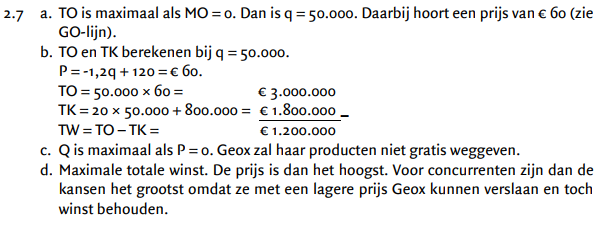 2.7 a. TO is maximaal als MO = 0. Dan is q = 50.000. Daarbij hoort een prijs van € 60 (zie
GO-lijn).
b. TO en TK berekenen bij q = 50.000.
P = -1,2q + 120 = € 60.
TO = 50.000 × 60 = € 3.000.000
TK = 20 × 50.000 + 800.000 = € 1.800.000 –
TW = TO – TK = € 1.200.000
c. Q is maximaal als P = 0. Geox zal haar producten niet gratis weggeven.
d. Maximale totale winst. De prijs is dan het hoogst. Voor concurrenten zijn dan de
kansen het grootst omdat ze met een lagere prijs Geox kunnen verslaan en toch
winst behouden.